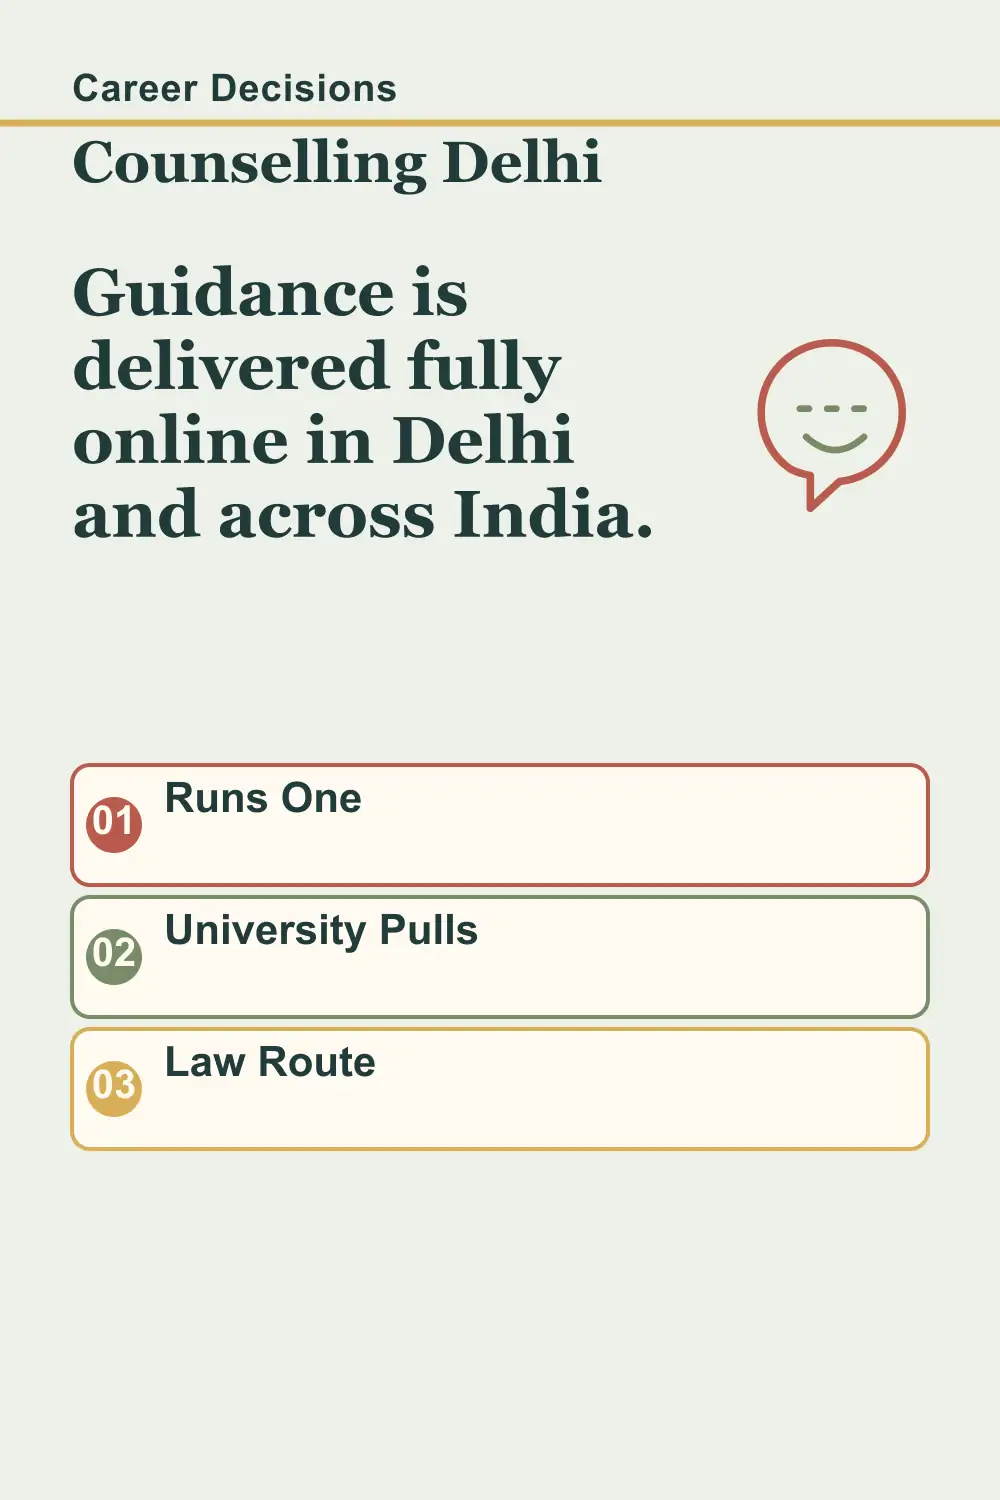 Career Decisions
Counselling Delhi
Guidance is
delivered fully
online in Delhi
and across India.
01 Runs One
02 University Pulls
03 Law Route